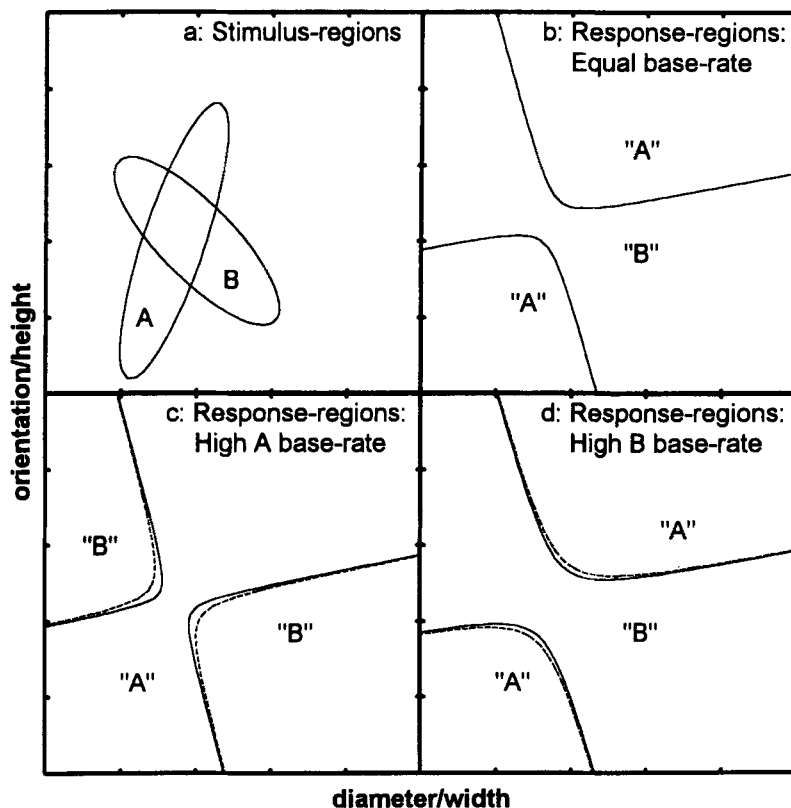 a: Stimulus-regions
A
B
b: Response-regions:
Equal base-rate
"A"
"B"
"A"
c: Response-regions:
High A base-rate
"B"
"B"
"A"
d: Response-regions:
High B base-rate
"A"
"B"
"A"
orientation/height
diameter/width